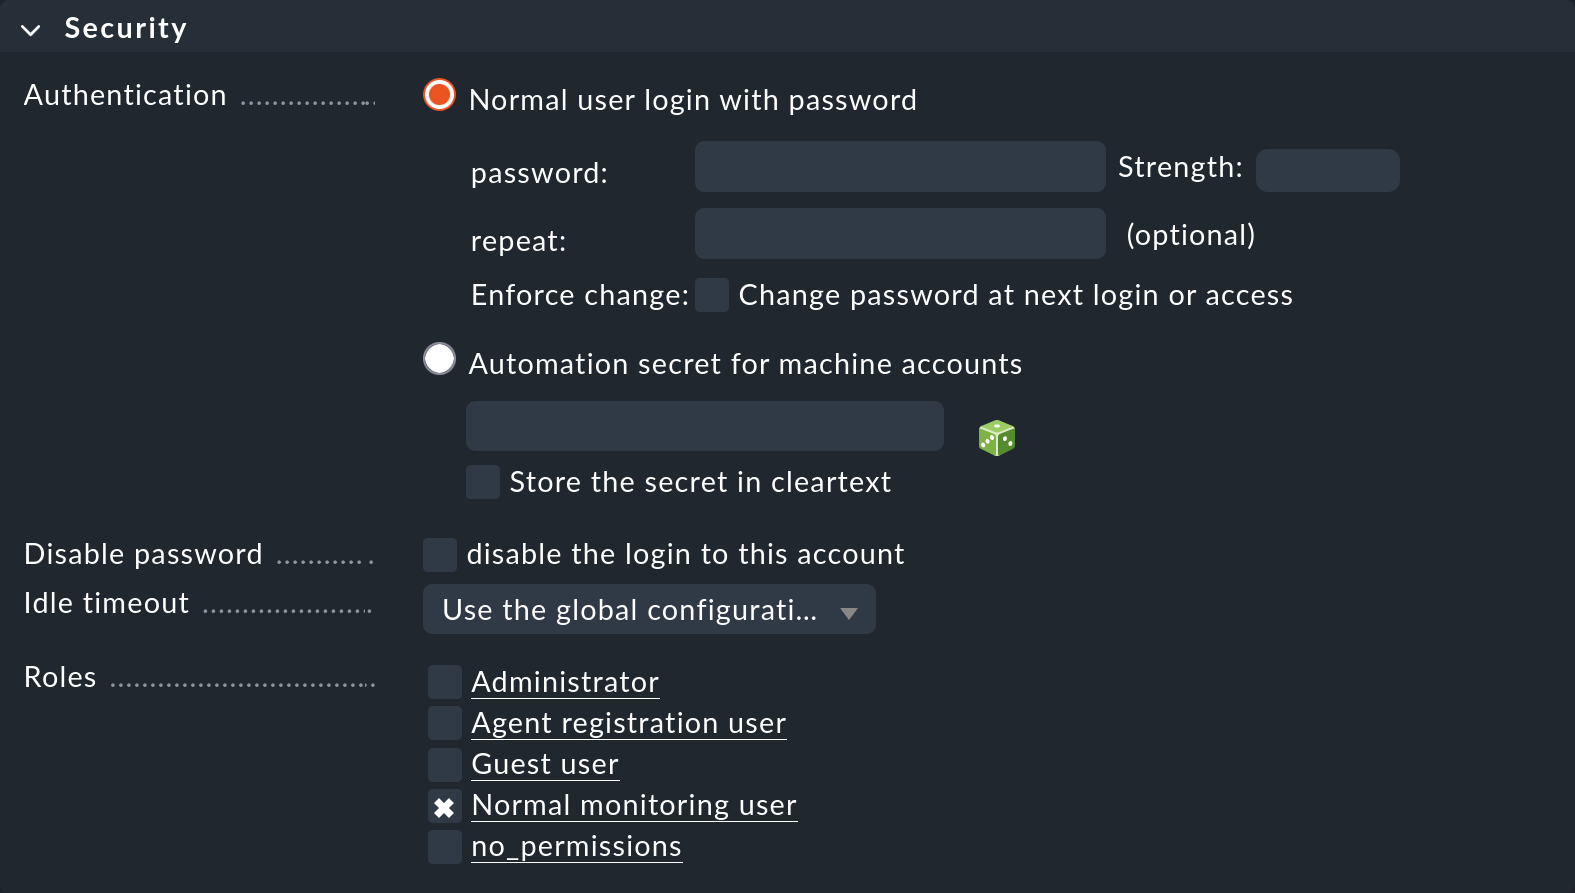 Security
Authentication
Normal user login with password
password:
Strength:
repeat:
(optional)
Enforce change: Change password at next login or access
Automation secret for machine accounts
Store the secret in cleartext
Disable password
disable the login to this account
Idle timeout
Use the global configurati...
Roles
Administrator
Agent registration user
Guest user
Normal monitoring user
no_permissions